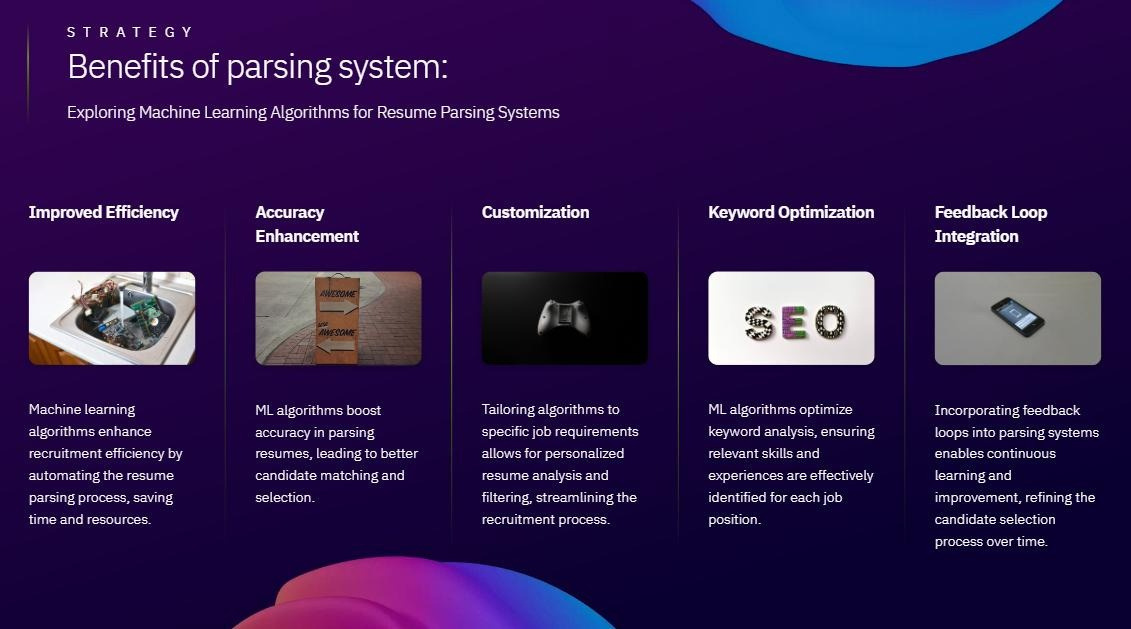 STRATEGY
Benefits of parsing system:
Exploring Machine Learning Algorithms for Resume Parsing Systems
Improved Efficiency
Machine learning
algorithms enhance
recruitment efficiency by
automating the resume
parsing process, saving
time and resources.
Accuracy
Enhancement
AWESOME
LESS
AWESOME
ML algorithms boost
accuracy in parsing
resumes, leading to better
candidate matching and
selection.
Customization
Tailoring algorithms to
specific job requirements
allows for personalized
resume analysis and
filtering, streamlining the
recruitment process.
Keyword Optimization
SEO
ML algorithms optimize
keyword analysis, ensuring
relevant skills and
experiences are effectively
identified for each job
position.
Feedback Loop
Integration
Incorporating feedback
loops into parsing systems
enables continuous
learning and
improvement, refining the
candidate selection
process over time.